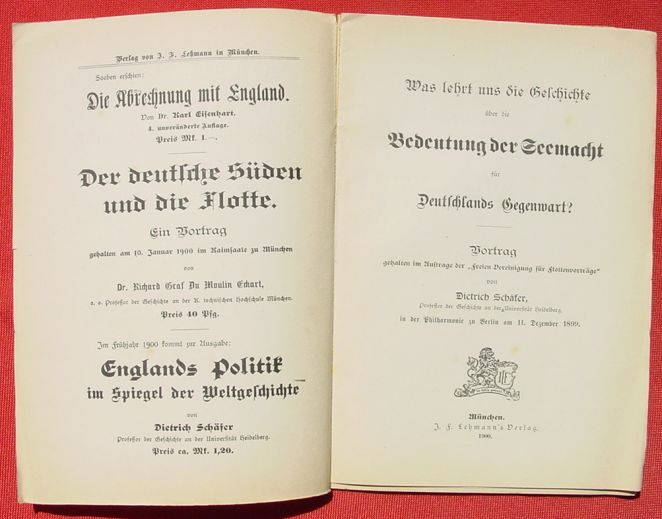 Verlag von J. F. Lehmann in München.
Soeben erschien:
Die Abrechnung mit England.
Von Dr. Karl Eisenhart.
4. unveränderte Auflage.
Preis Mk. 1.—.
Der deutsche Süden
und die Flotte.
Ein Vortrag
gehalten am 10. Januar 1900 im Kaimsaale zu München
von
Dr. Richard Graf Du Moulin Eckart,
a. o. Professor der Geschichte an der K. technischen Hochschule München.
Preis 40 Pfg.
Im Frühjahr 1900 kommt zur Ausgabe:
Englands Politik
im Spiegel der Weltgeschichte
von
Dietrich Schäfer
Professor der Geschichte an der Universität Heidelberg.
Preis ca. Mk. 1,20.
Was lehrt uns die Geschichte
über die
Bedeutung der Seemacht
für
Deutschlands Gegenwart?
Vortrag
gehalten im Auftrage der „Freien Vereinigung für Flottenvorträge“
von
Dietrich Schäfer,
Professor der Geschichte an der Universität Heidelberg.
in der Philharmonie zu Berlin am 11. Dezember 1899.
München.
J. F. Lehmann's Verlag.
1900.